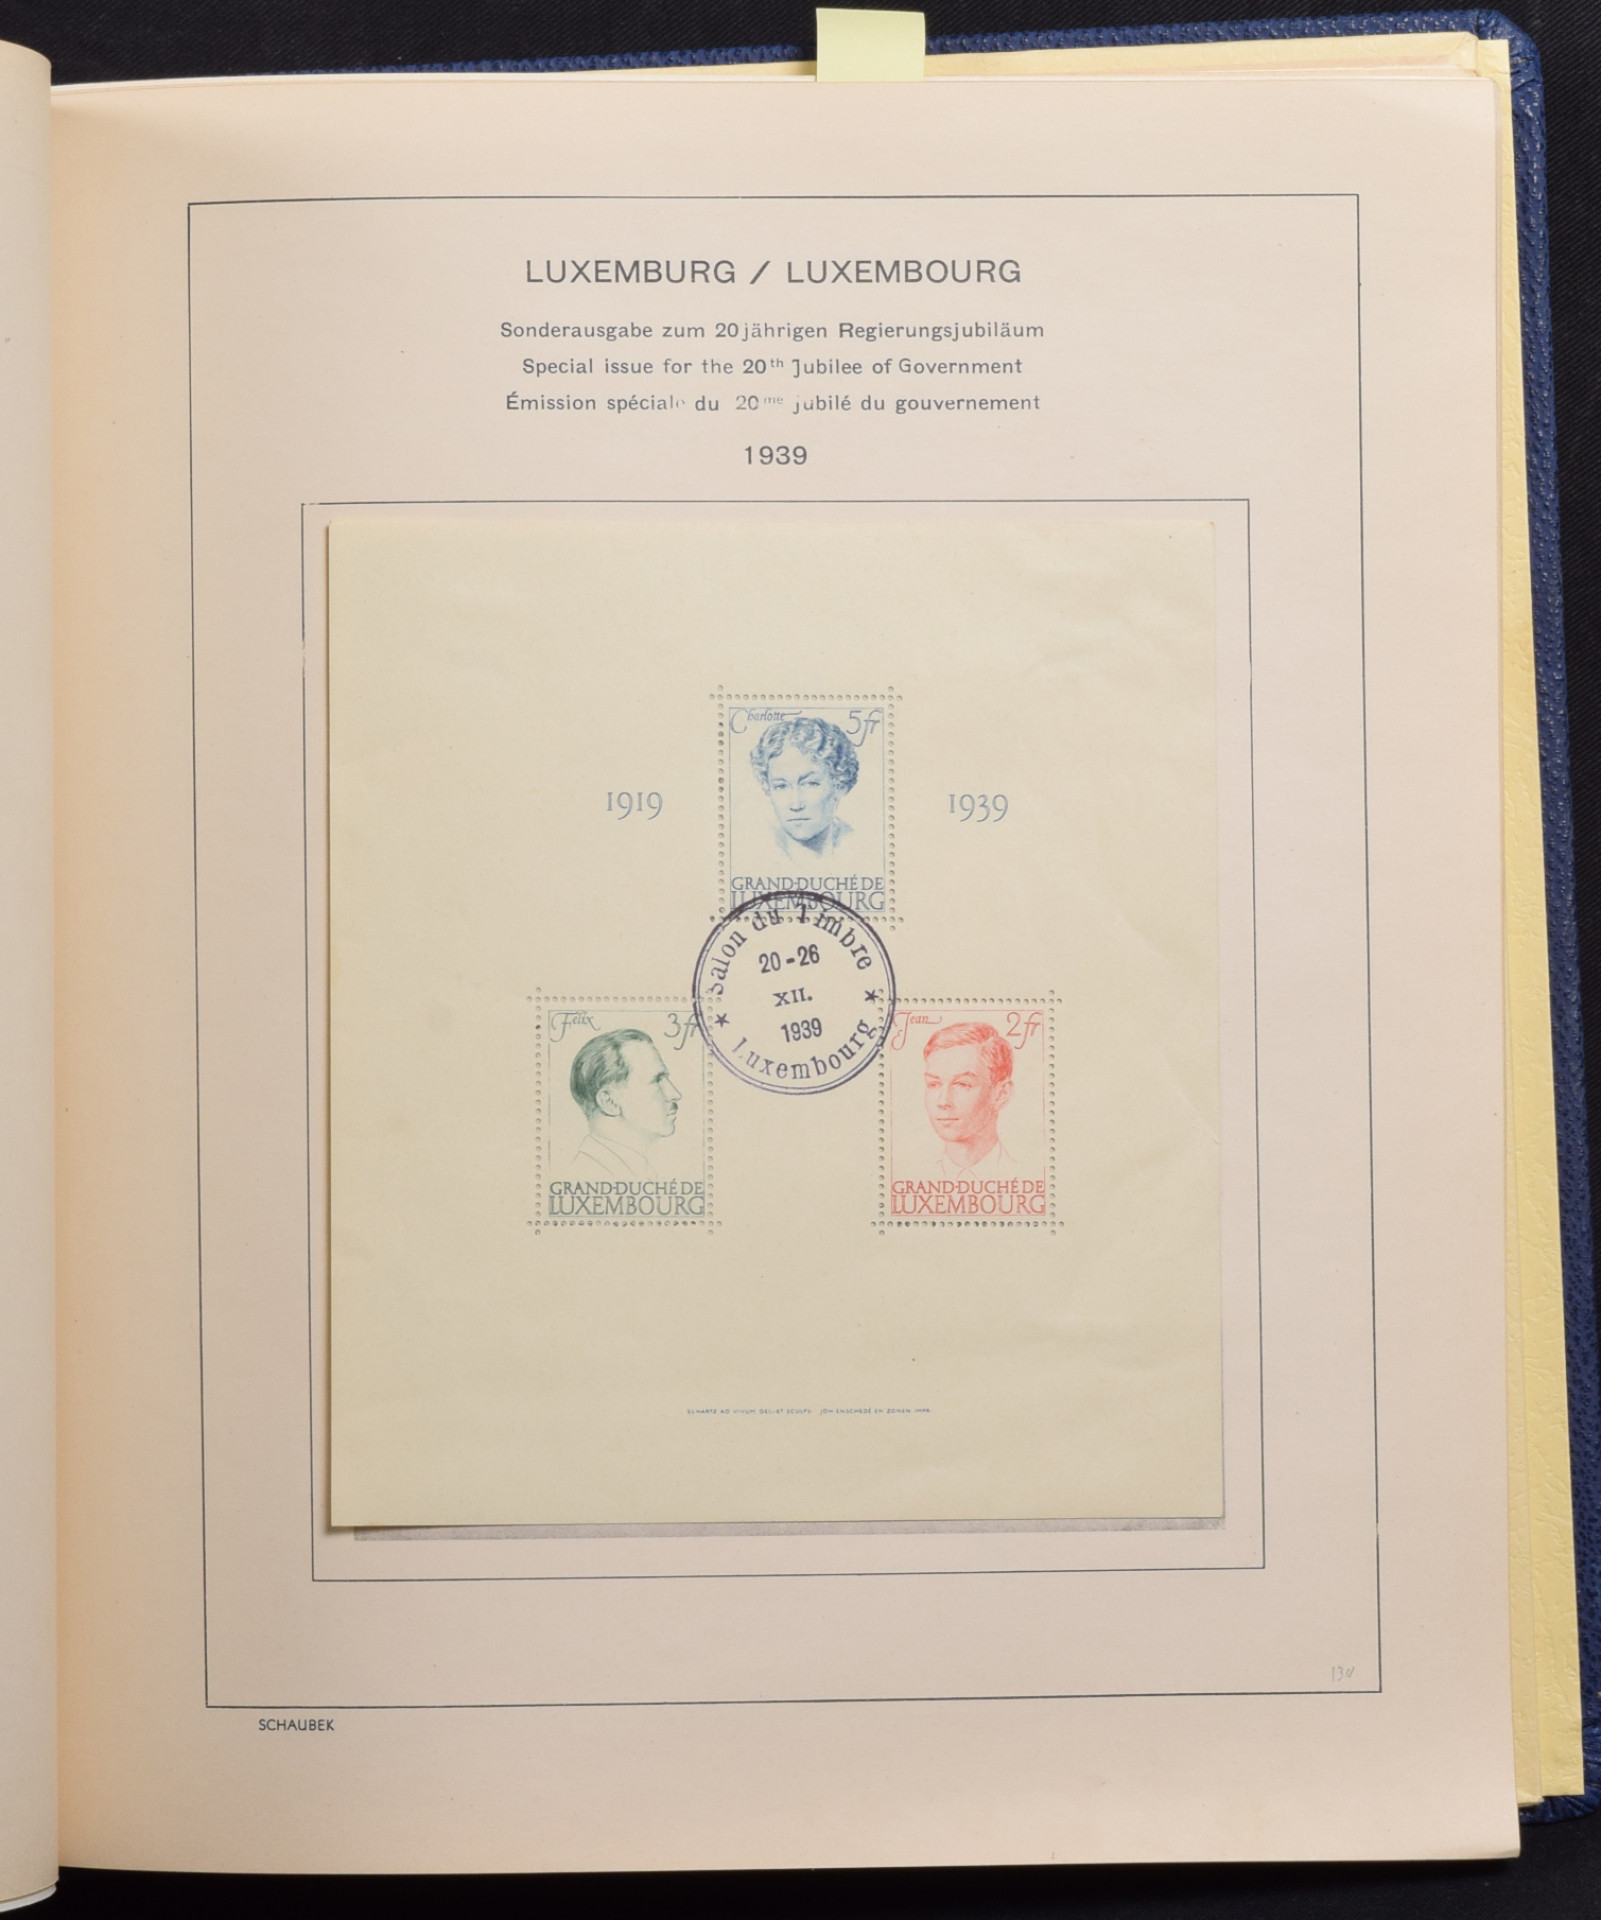 LUXEMBURG / LUXEMBOURG
Sonderausgabe zum 20jährigen Regierungsjubiläum
Special issue for the 20th Jubilee of Government
Émission spéciale du 20me jubilé du gouvernement
1939
Charlotte 5fr
1919
1939
GRAND-DUCHÉ DE
LUXEMBOURG
Salon du Timbre
20-26
XII.
1939
Luxembourg
Félix 3fr
GRAND-DUCHÉ DE
LUXEMBOURG
Jean 2fr
GRAND-DUCHÉ DE
LUXEMBOURG
SCHAUBEK